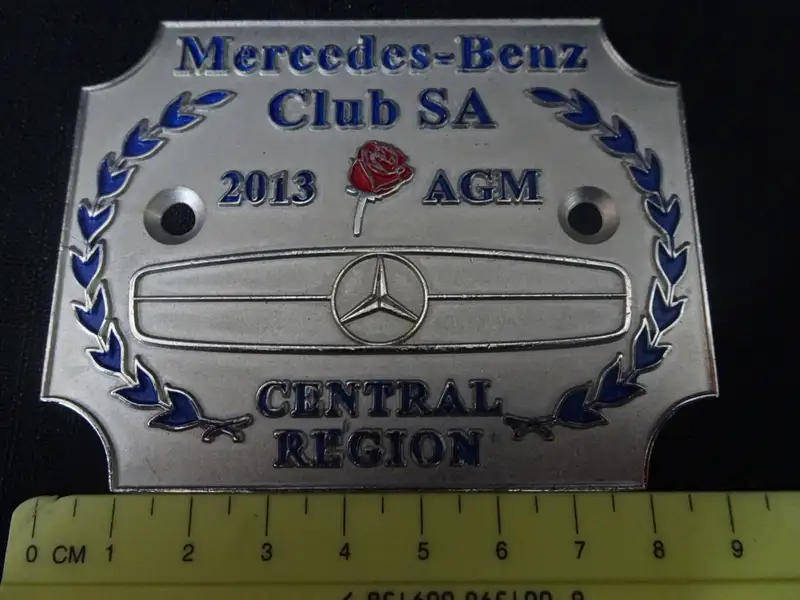 Mercedes-Benz
Club SA
2013 AGM
CENTRAL
REGION
0 CM 1 2 3 4 5 6 7 8 9